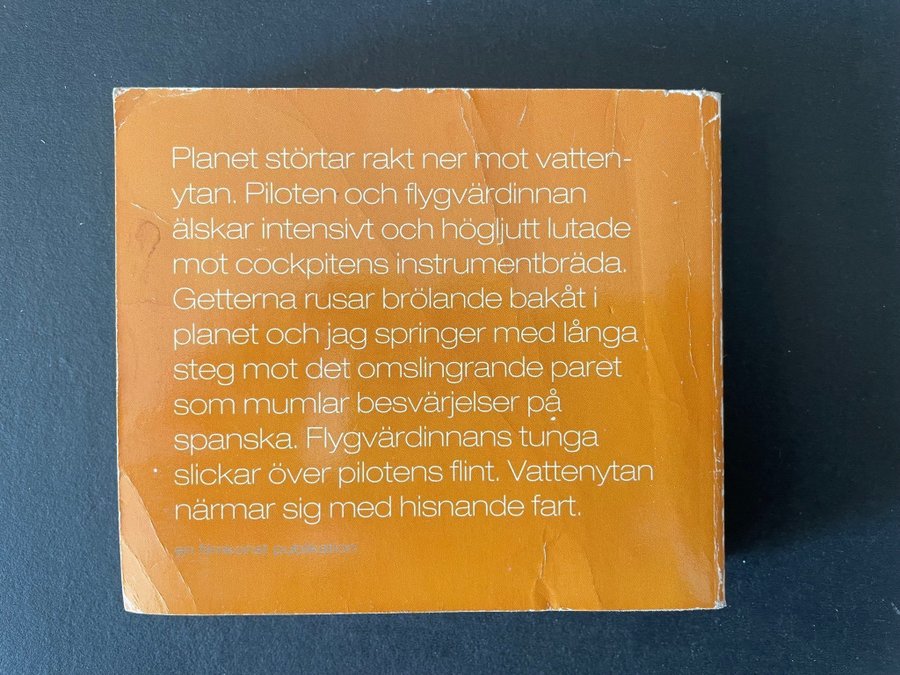 Planet störtar rakt ner mot vatten-
ytan. Piloten och flygvärdinnan
älskar intensivt och högljutt lutade
mot cockpitens instrumentbräda.
Getterna rusar brölande bakåt i
planet och jag springer med långa
steg mot det omslingrande paret
som mumlar besvärjelser på
spanska. Flygvärdinnans tunga
slickar över pilotens flint. Vattenytan
närmar sig med hisnande fart.
en publikation